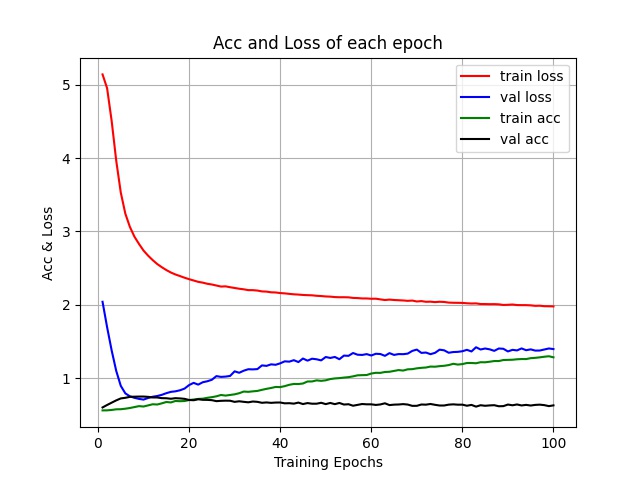 Acc and Loss of each epoch
train loss
val loss
train acc
val acc
5
4
3
2
1
Acc & Loss
0 20 40 60 80 100
Training Epochs